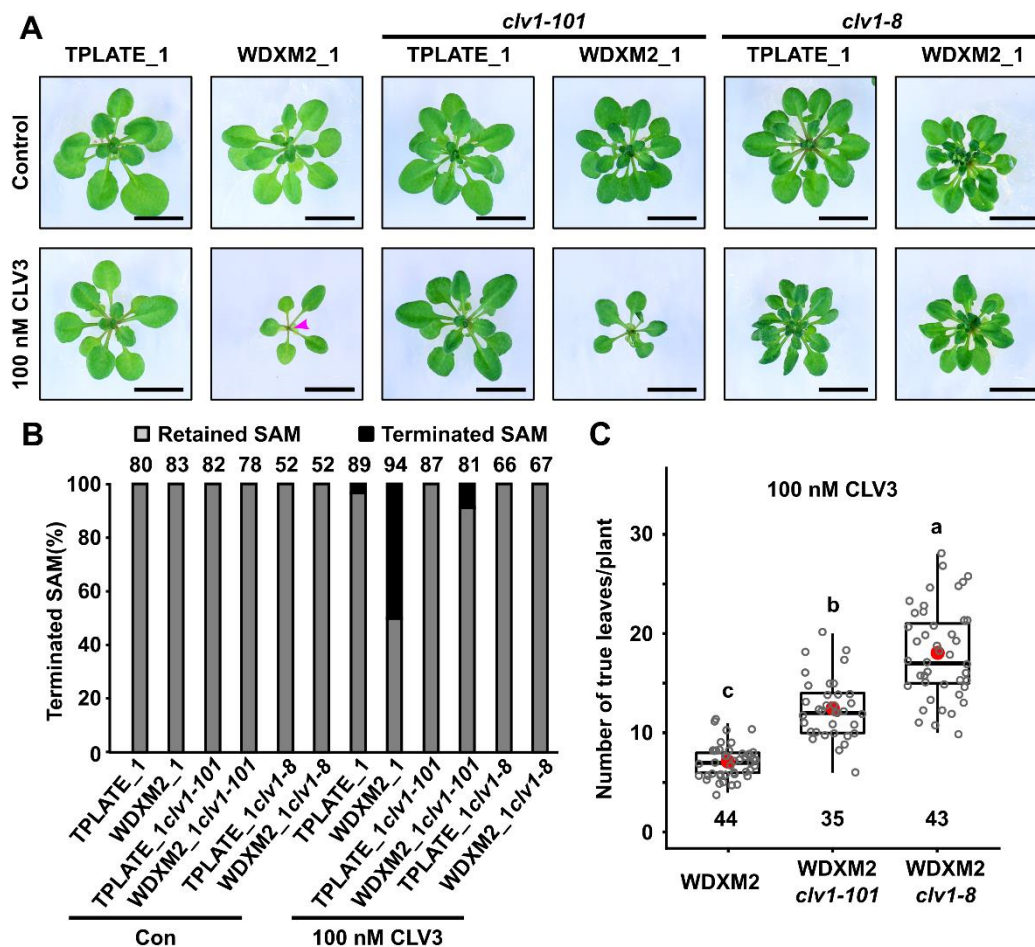 A
clv1-101
clv1-8
TPLATE_1
WDXM2_1
TPLATE_1
WDXM2_1
TPLATE_1
WDXM2_1
Control
100 nM CLV3
B
Retained SAM
Terminated SAM
80 83 82 78 52 52 89 94 87 81 66 67
Terminated SAM(%)
100
80
60
40
20
0
TPLATE_1
WDXM2_1
TPLATE_1clv1-101
WDXM2_1clv1-101
TPLATE_1clv1-8
WDXM2_1clv1-8
TPLATE_1
WDXM2_1
TPLATE_1clv1-101
WDXM2_1clv1-101
TPLATE_1clv1-8
WDXM2_1clv1-8
Con
100 nM CLV3
C
100 nM CLV3
Number of true leaves/plant
30
20
10
0
c
b
a
44
35
43
WDXM2
WDXM2
clv1-101
WDXM2
clv1-8